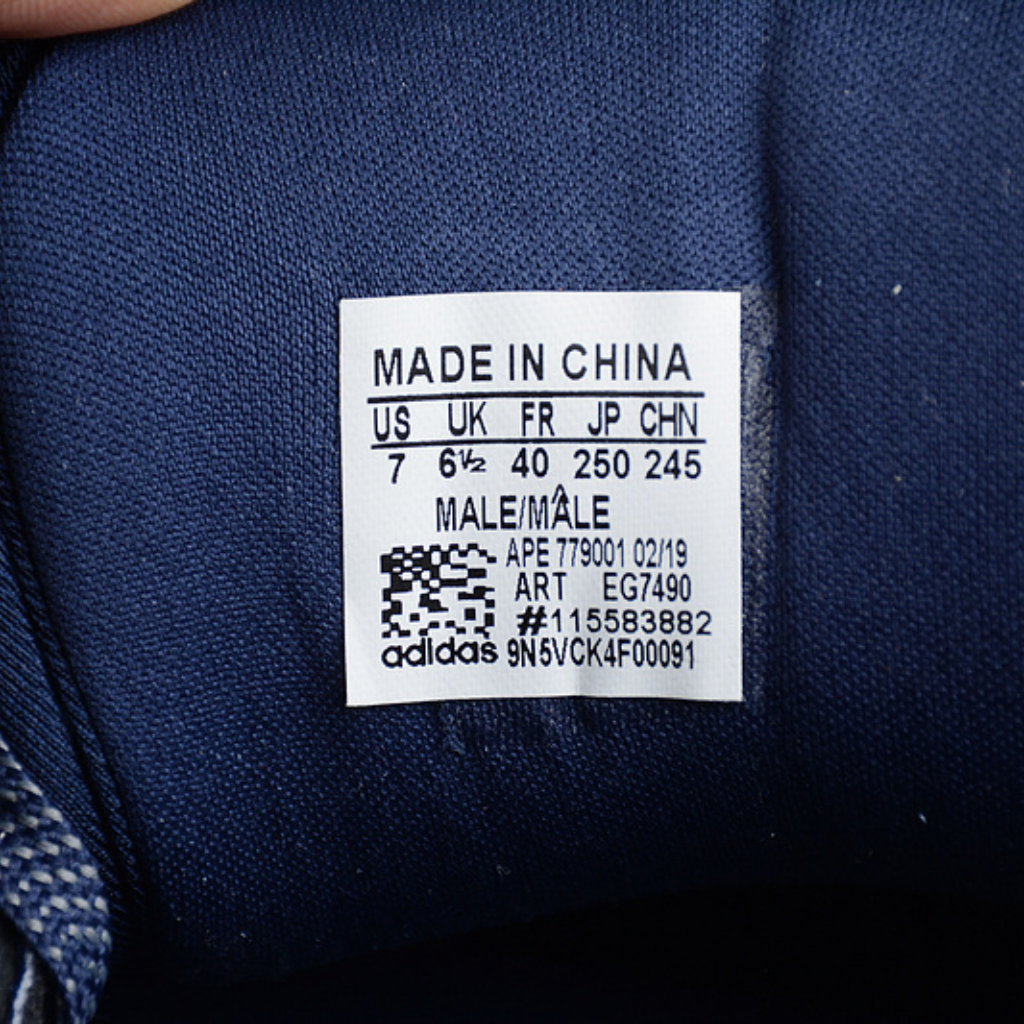 MADE IN CHINA
US UK FR JP CHN
7 6½ 40 250 245
MALE/MÂLE
APE 779001 02/19
ART EG7490
#115583882
adidas 9N5VCK4F00091